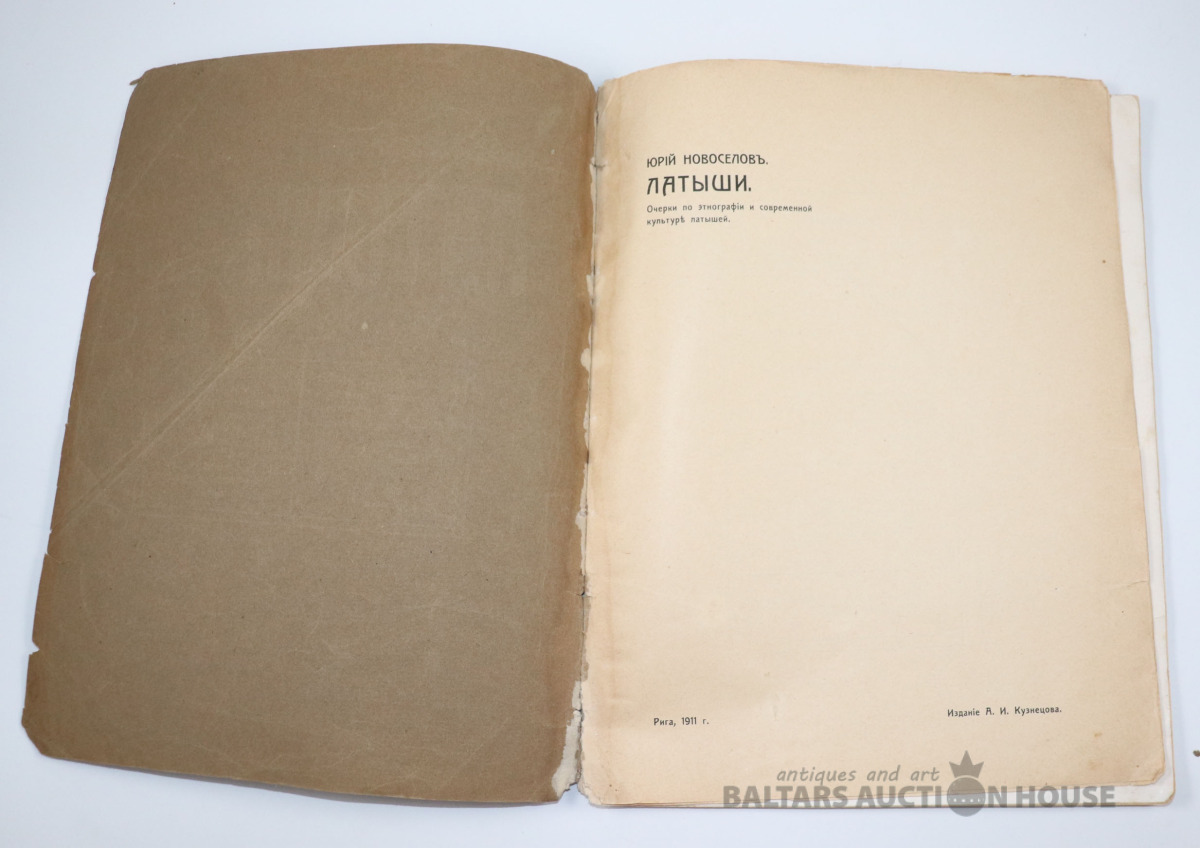 ЮРІЙ НОВОСЕЛОВЪ.
ЛАТЫШИ.
Очерки по этнографіи и современной
культурѣ латышей.
Рига, 1911 г.
Изданіе А. И. Кузнецова.
antiques and art
BALTARS AUCTION HOUSE